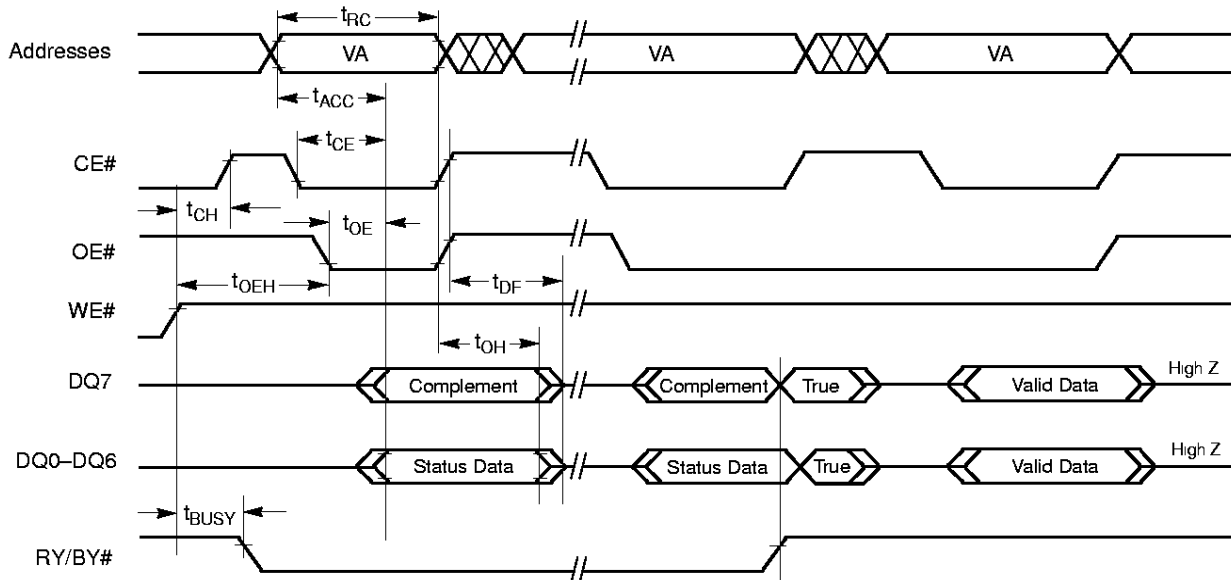 tRC
Addresses VA VA VA
tACC
tCE
CE#
tCH tOE
OE#
tOEH tDF
WE#
tOH
DQ7 Complement Complement True Valid Data High Z
DQ0–DQ6 Status Data Status Data True Valid Data High Z
tBUSY
RY/BY#